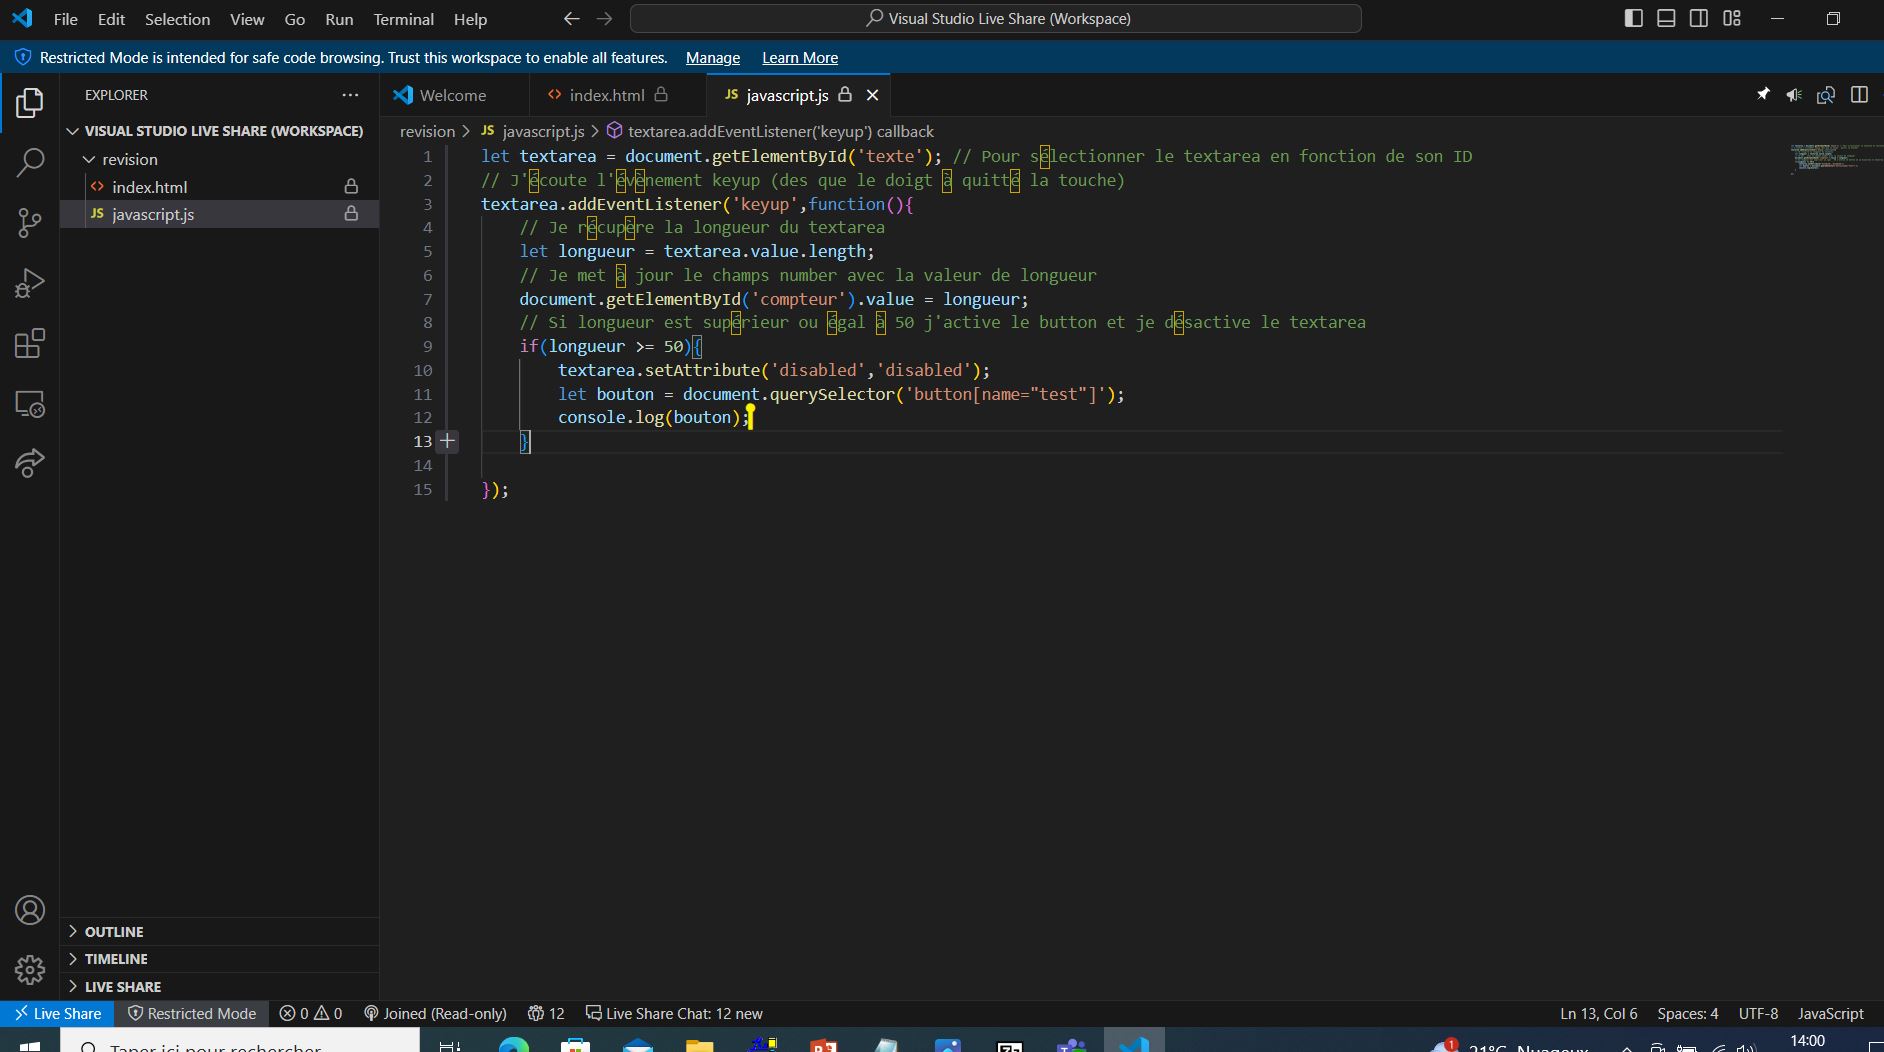 File Edit Selection View Go Run Terminal Help
Visual Studio Live Share (Workspace)
Restricted Mode is intended for safe code browsing. Trust this workspace to enable all features. Manage Learn More
EXPLORER
Welcome index.html JS javascript.js
VISUAL STUDIO LIVE SHARE (WORKSPACE)
revision
index.html
JS javascript.js
revision > JS javascript.js > textarea.addEventListener('keyup') callback
1 let textarea = document.getElementById('texte'); // Pour sélectionner le textarea en fonction de son ID
2 // J'écoute l'évènement keyup (des que le doigt à quitté la touche)
3 textarea.addEventListener('keyup',function(){
4 // Je récupère la longueur du textarea
5 let longueur = textarea.value.length;
6 // Je met à jour le champs number avec la valeur de longueur
7 document.getElementById('compteur').value = longueur;
8 // Si longueur est supérieur ou égal à 50 j'active le button et je désactive le textarea
9 if(longueur >= 50){
10 textarea.setAttribute('disabled','disabled');
11 let bouton = document.querySelector('button[name="test"]');
12 console.log(bouton);
13 }
14
15 });
OUTLINE
TIMELINE
LIVE SHARE
Live Share Restricted Mode 0 0 Joined (Read-only) 12 Live Share Chat: 12 new Ln 13, Col 6 Spaces: 4 UTF-8 JavaScript
Taper ici pour rechercher 1 21°C Nuageux 14:00